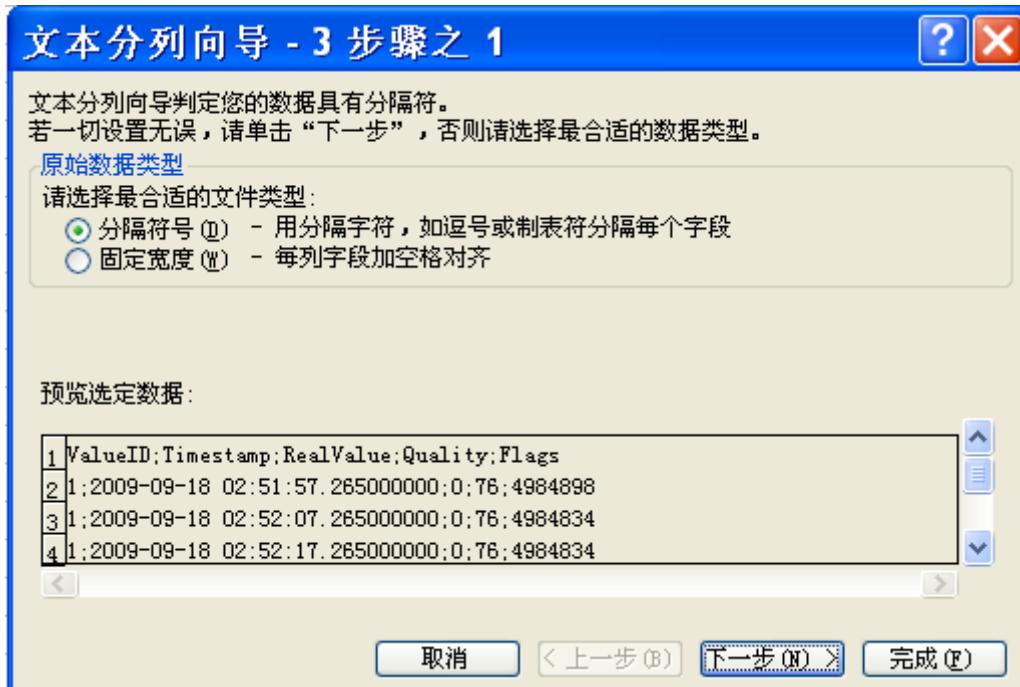 文本分列向导 - 3 步骤之 1
文本分列向导判定您的数据具有分隔符。
若一切设置无误，请单击“下一步”，否则请选择最合适的数据类型。
原始数据类型
请选择最合适的文件类型:
分隔符号(D) - 用分隔字符，如逗号或制表符分隔每个字段
固定宽度(W) - 每列字段加空格对齐
预览选定数据:
1 ValueID;Timestamp;RealValue;Quality;Flags
2 1;2009-09-18 02:51:57.265000000;0;76;4984898
3 1;2009-09-18 02:52:07.265000000;0;76;4984834
4 1;2009-09-18 02:52:17.265000000;0;76;4984834
取消 < 上一步(B) 下一步(N) > 完成(F)